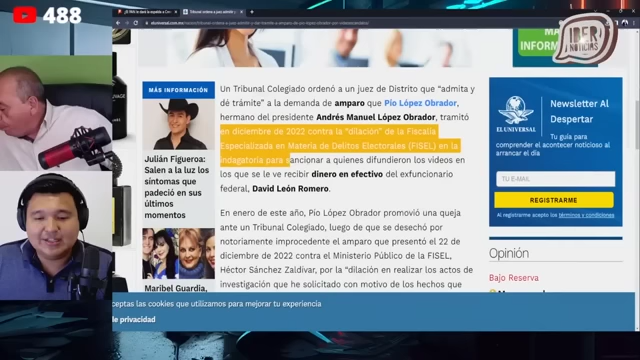 488
MÁS
INFORM
IBER
NOTICIAS
MÁS INFORMACIÓN
Julián Figueroa:
Salen a la luz los
síntomas que
padeció en sus
últimos
momentos
Maribel Guardia,
Un Tribunal Colegiado ordenó a un juez de Distrito que "admita y
dé trámite" a la demanda de amparo que Pío López Obrador,
hermano del presidente Andrés Manuel López Obrador, tramitó
en diciembre de 2022 contra la "dilación" de la Fiscalía
Especializada en Materia de Delitos Electorales (FISEL) en la
indagatoria para sancionar a quienes difundieron los videos en
los que se le ve recibir dinero en efectivo del exfuncionario
federal, David León Romero.
En enero de este año, Pío López Obrador promovió una queja
ante un Tribunal Colegiado, luego de que se desechó por
notoriamente improcedente el amparo que presentó el 22 de
diciembre de 2022 contra el Ministerio Público de la FISEL,
Héctor Sánchez Zaldívar, por la "dilación en realizar los actos de
investigación que he solicitado con motivo de los hechos que
EL UNIVERSAL
Newsletter Al
Despertar
Tu guía para
comprender el acontecer noticioso al
arrancar el día
TU E-MAIL
REGISTRARME
Al registrarme acepto los términos y condiciones
Opinión
Bajo Reserva
ceptas las cookies que utilizamos para mejorar tu experiencia
de privacidad